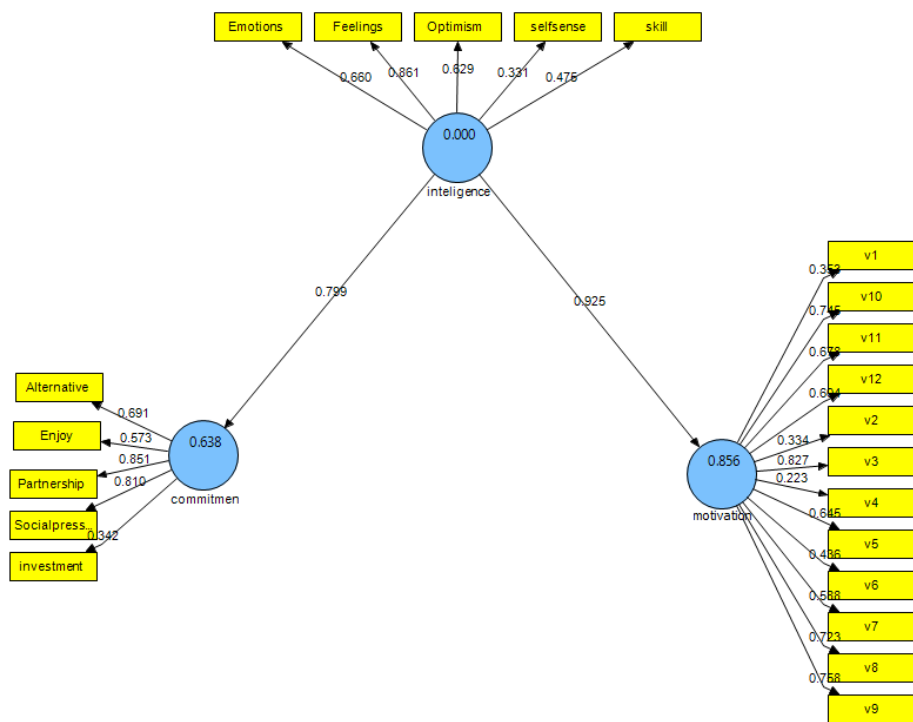 Emotions
Feelings
Optimism
selfsense
skill
0.660
0.861
0.629
0.331
0.475
0.000
inteligence
0.799
0.925
Alternative
Enjoy
Partnership
Socialpress...
investment
0.691
0.573
0.851
0.810
0.342
0.638
commitmen
0.856
motivation
0.745
0.678
0.334
0.827
0.223
0.645
0.436
0.723
0.758
v1
v10
v11
v12
v2
v3
v4
v5
v6
v7
v8
v9